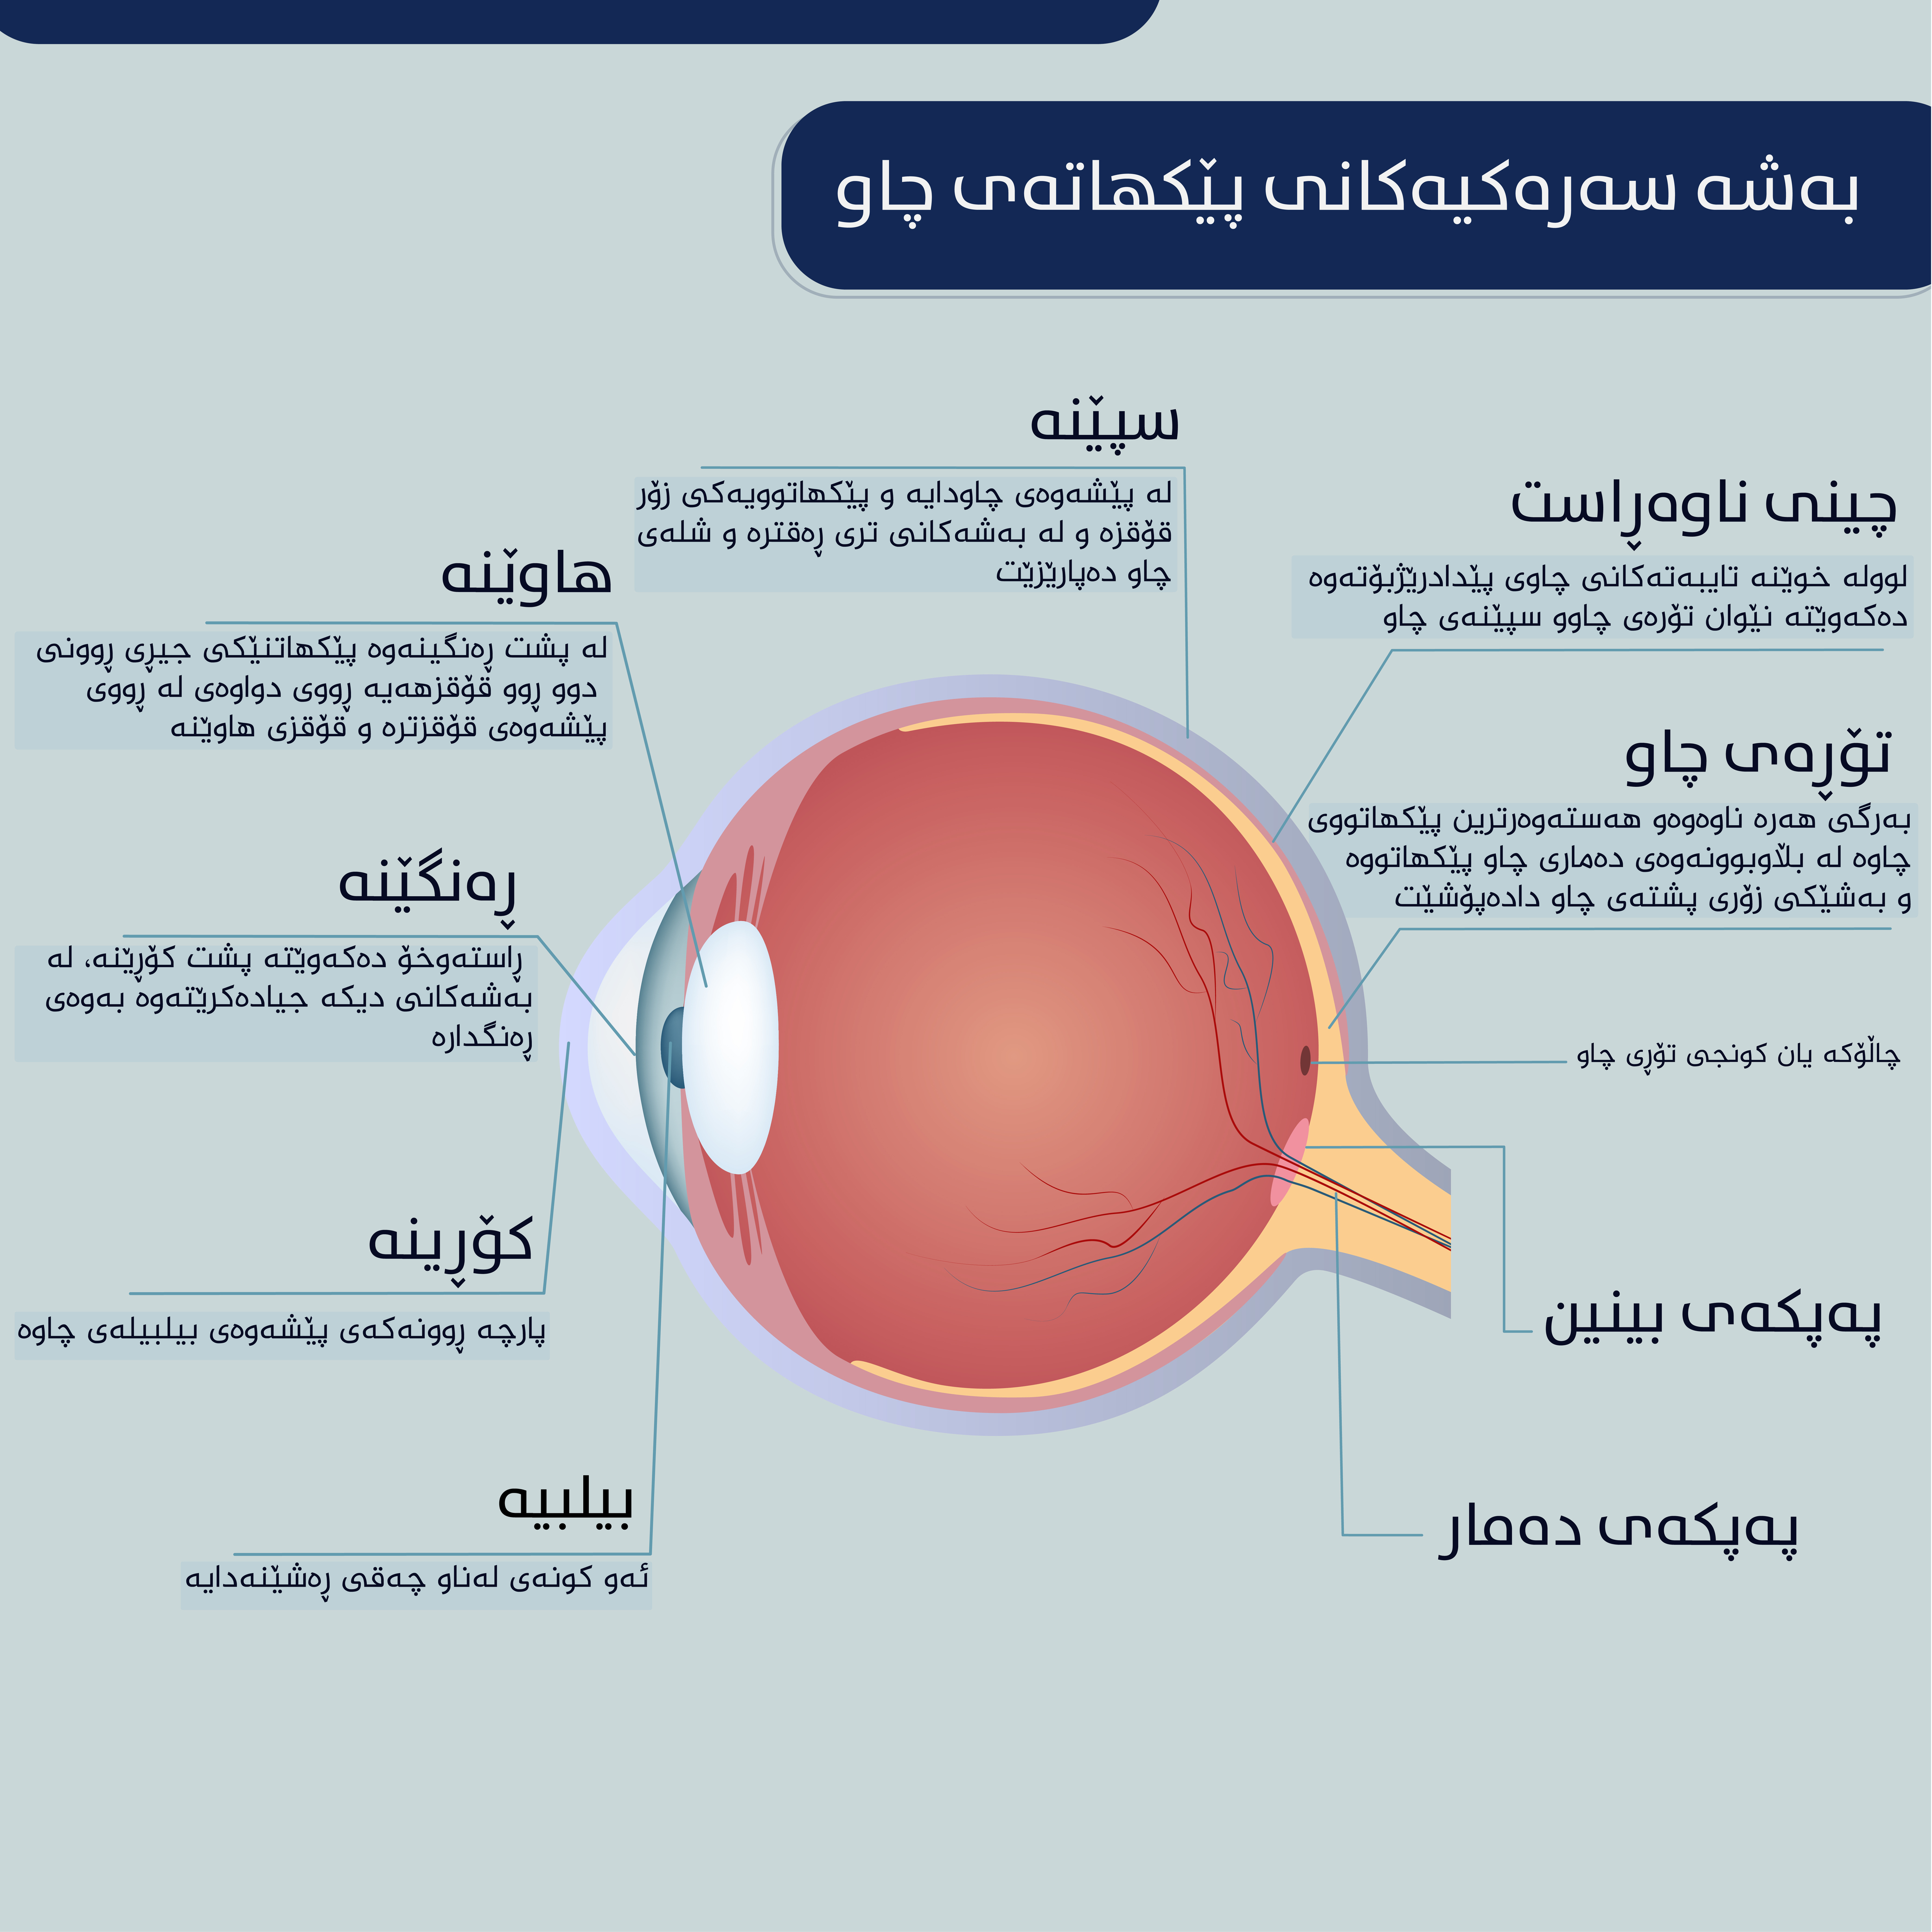 بەشە سەرەکیەکانی پێکهاتەی چاو
سپێنە
لە پێشەوەی چاودایە و پێکهاتوویەکی زۆر
قۆقزە و لە بەشەکانی تری ڕەقترە و شلەی
چاو دەپارێزێت
چینی ناوەڕاست
لوولە خوێنە تایبەتەکانی چاوی پێدادرێژبۆتەوە
دەکەوێتە نێوان تۆرەی چاوو سپێنەی چاو
تۆڕەی چاو
بەرگی هەرە ناوەوەو هەستەوەرترین پێکهاتووی
چاوە لە بڵاوبوونەوەی دەماری چاو پێکهاتووە
و بەشێکی زۆری پشتەی چاو دادەپۆشێت
چاڵۆکە یان کونجی تۆڕی چاو
پەپکەی بینین
پەپکەی دەمار
هاوێنە
لە پشت ڕەنگینەوە پێکهاتنێکی جیڕی ڕوونی
دوو ڕوو قۆقزهەیە ڕووی دواوەی لە ڕووی
پێشەوەی قۆقزترە و قۆقزی هاوێنە
ڕەنگێنە
ڕاستەوخۆ دەکەوێتە پشت کۆڕێنە، لە
بەشەکانی دیکە جیادەکرێتەوە بەوەی
ڕەنگدارە
کۆڕینە
پارچە ڕوونەکەی پێشەوەی بیلبیلەی چاوە
بیلبیە
ئەو کونەی لەناو چەقی ڕەشێنەدایە